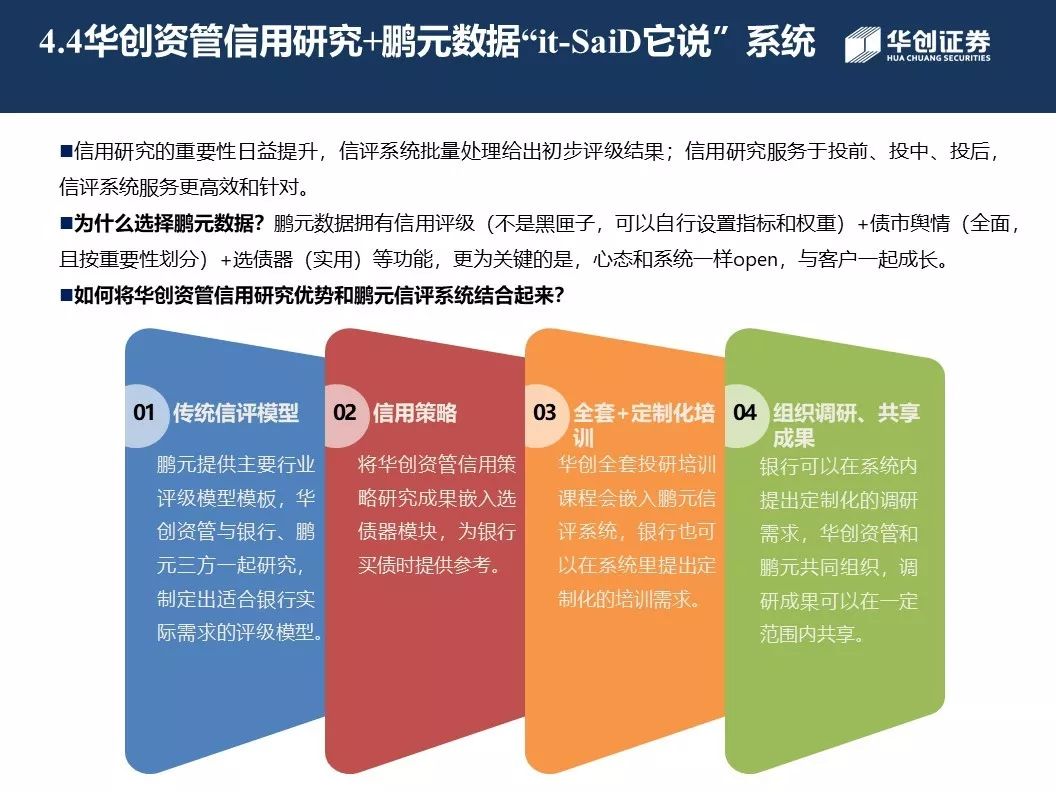 4.4华创资管信用研究+鹏元数据“it-SaiD它说”系统
华创证券
HUA CHUANG SECURITIES
■信用研究的重要性日益提升，信评系统批量处理给出初步评级结果；信用研究服务于投前、投中、投后，
信评系统服务更高效和针对。
■为什么选择鹏元数据？鹏元数据拥有信用评级（不是黑匣子，可以自行设置指标和权重）+债市舆情（全面，
且按重要性划分）+选债器（实用）等功能，更为关键的是，心态和系统一样open，与客户一起成长。
■如何将华创资管信用研究优势和鹏元信评系统结合起来？
01 传统信评模型
鹏元提供主要行业
评级模型模板，华
创资管与银行、鹏
元三方一起研究，
制定出适合银行实
际需求的评级模型。
02 信用策略
将华创资管信用策
略研究成果嵌入选
债器模块，为银行
买债时提供参考。
03 全套+定制化培
训
华创全套投研培训
课程会嵌入鹏元信
评系统，银行也可
以在系统里提出定
制化的培训需求。
04 组织调研、共享
成果
银行可以在系统内
提出定制化的调研
需求，华创资管和
鹏元共同组织，调
研成果可以在一定
范围内共享。